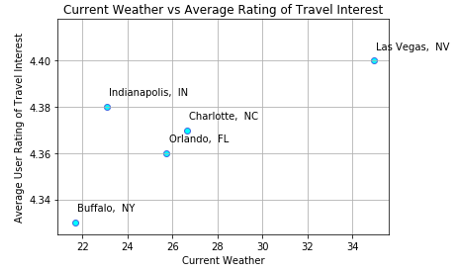 Current Weather vs Average Rating of Travel Interest
Las Vegas, NV
4.40
Indianapolis, IN
4.38
Charlotte, NC
Orlando, FL
4.36
4.34
Buffalo, NY
22 24 26 28 30 32 34
Current Weather
Average User Rating of Travel Interest